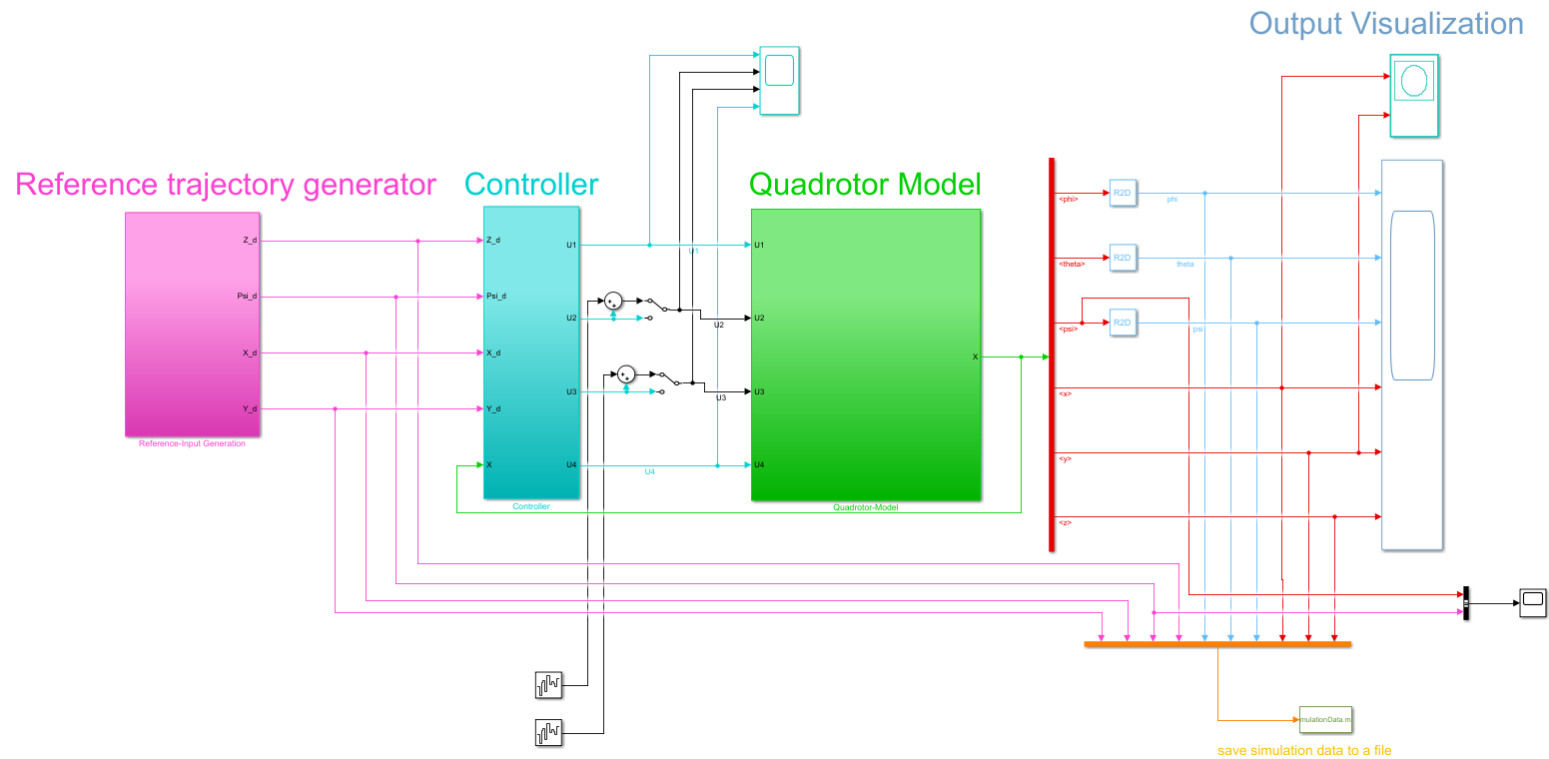 Output Visualization
Reference trajectory generator
Controller
Quadrotor Model
Z_d
Psi_d
X_d
Y_d
Reference-Input Generation
Z_d
Psi_d
X_d
Y_d
X
U1
U2
U3
U4
Controller
U1
U2
U3
U4
U1
U2
U3
U4
X
Quadrotor-Model
<phi>
<theta>
<psi>
<x>
<y>
<z>
R2D
R2D
R2D
phi
theta
psi
mulationData.m
save simulation data to a file